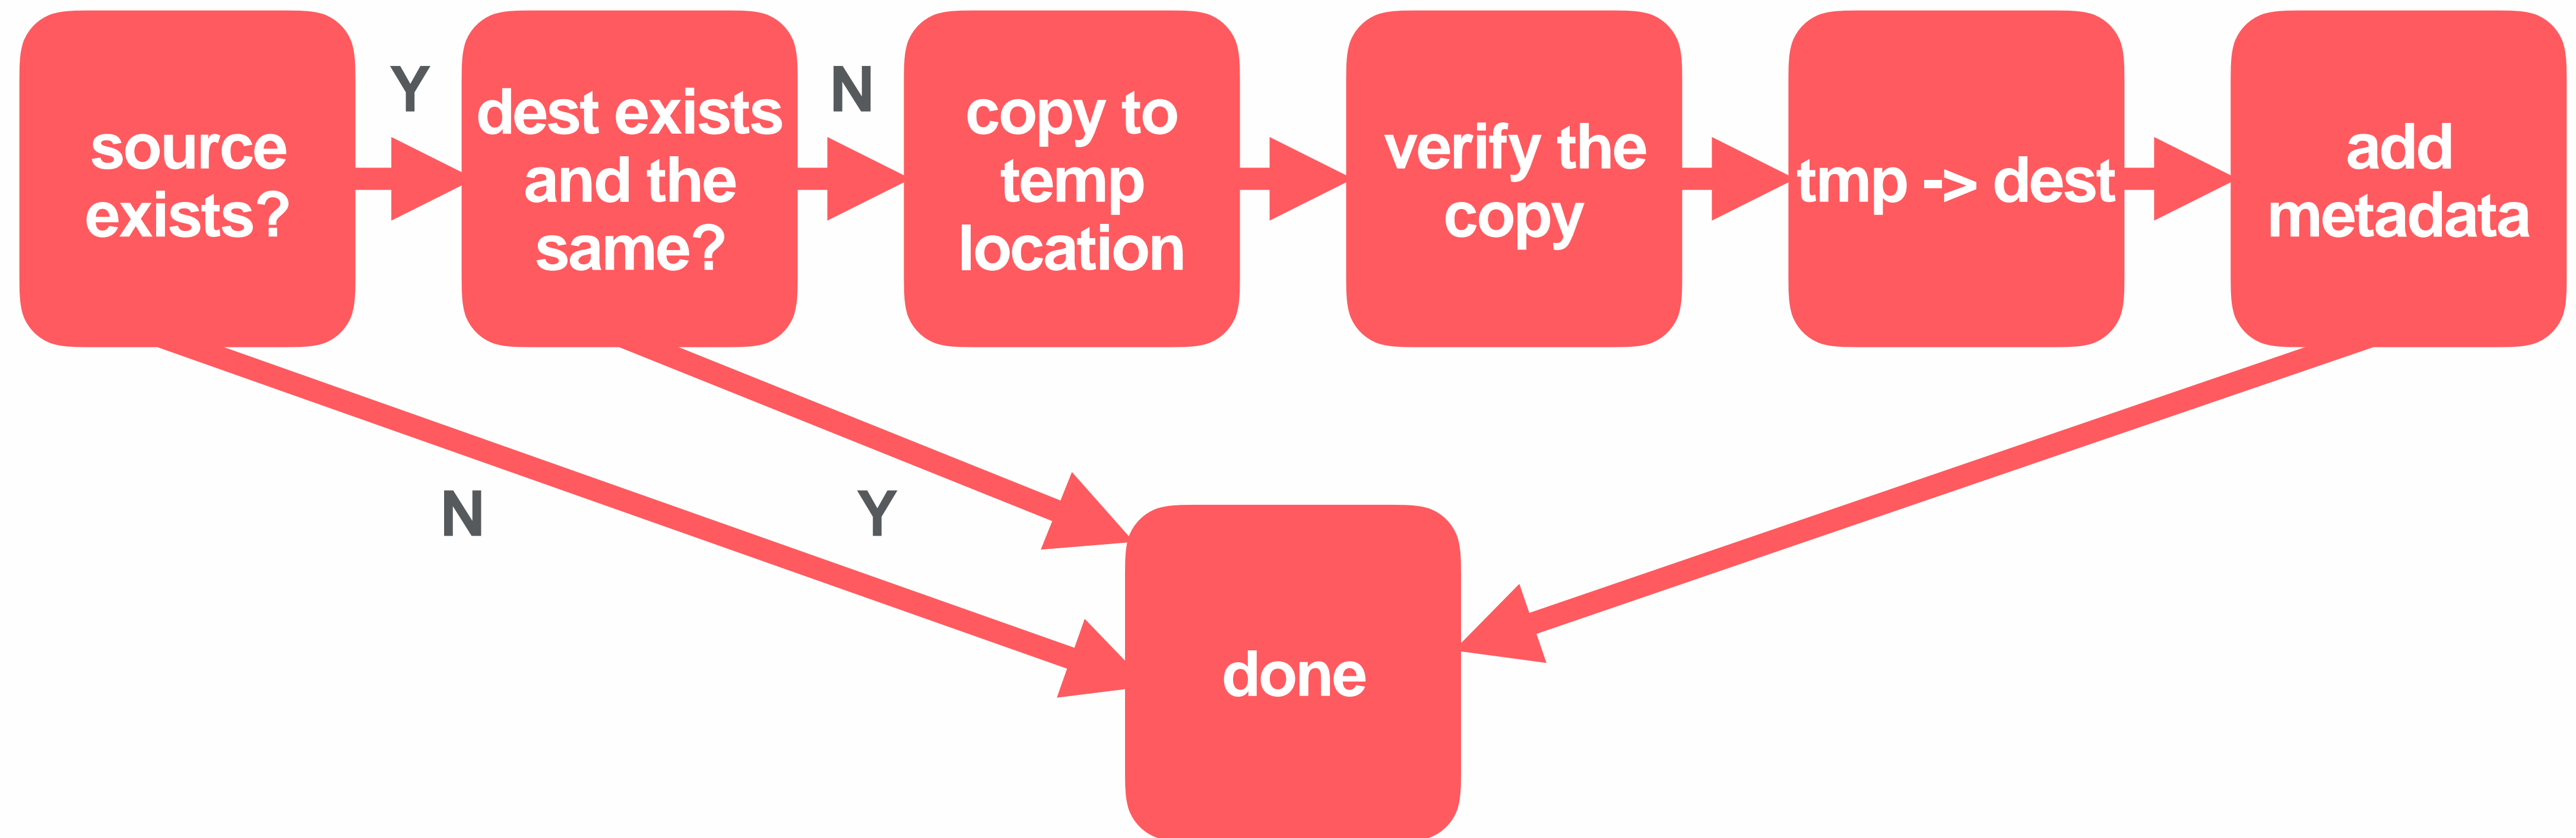 source
exists?
Y
dest exists
and the
same?
N
copy to
temp
location
verify the
copy
tmp -> dest
add
metadata
N
Y
done